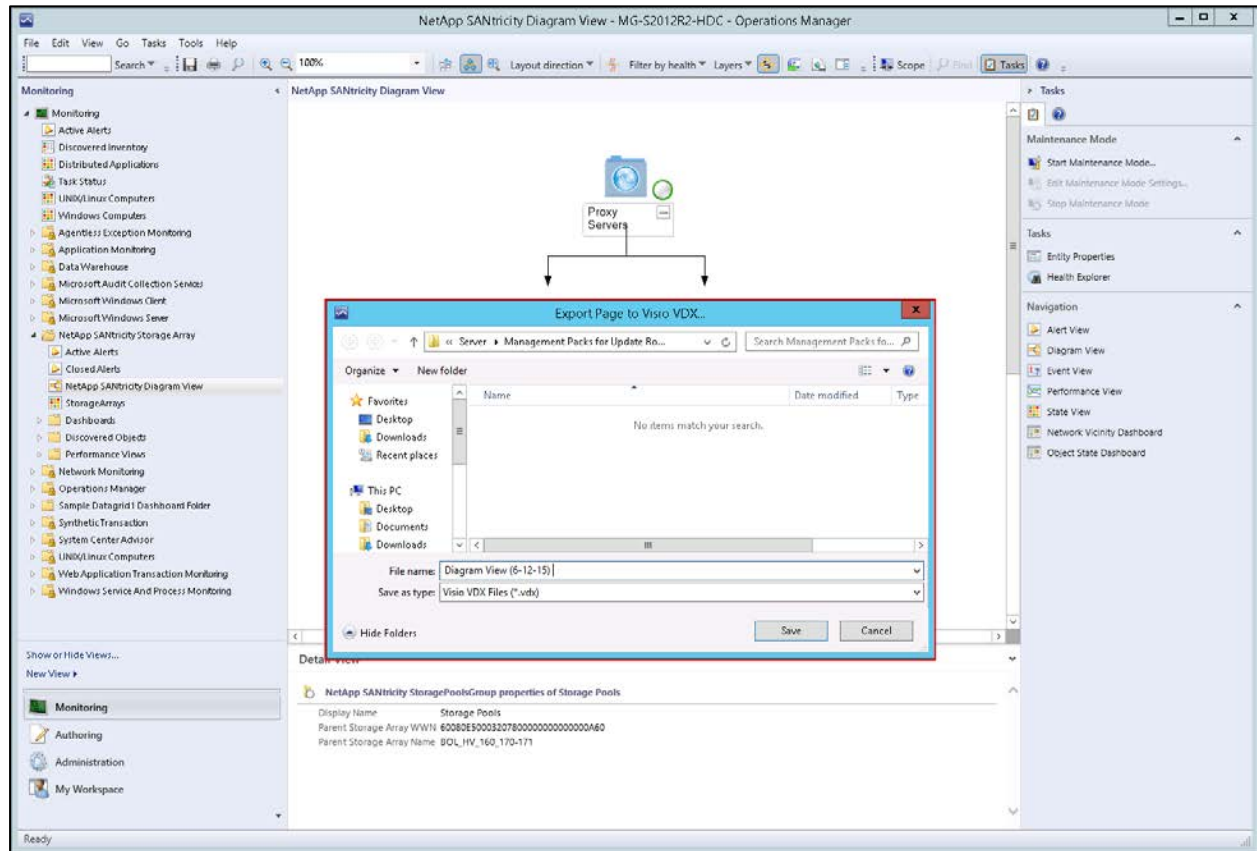 NetApp SANtricity Diagram View - MG-S2012R2-HDC - Operations Manager
File Edit View Go Tasks Tools Help
Search 100% Layout direction Filter by health Layers Scope Find Tasks
Monitoring
Monitoring
Active Alerts
Discovered Inventory
Distributed Applications
Task Status
UNIX/Linux Computers
Windows Computers
Agentless Exception Monitoring
Application Monitoring
Data Warehouse
Microsoft Audit Collection Services
Microsoft Windows Client
Microsoft Windows Server
NetApp SANtricity Storage Array
Active Alerts
Closed Alerts
NetApp SANtricity Diagram View
StorageArrays
Dashboards
Discovered Objects
Performance Views
Network Monitoring
Operations Manager
Sample Datagrid1 Dashboard Folder
Synthetic Transaction
System Center Advisor
UNIX/Linux Computers
Web Application Transaction Monitoring
Windows Service And Process Monitoring
Show or Hide Views...
New View
Monitoring
Authoring
Administration
My Workspace
Ready
NetApp SANtricity Diagram View
Proxy
Servers
Export Page to Visio VDX...
« Server Management Packs for Update Ro...
Search Management Packs fo...
Organize New folder
Favorites
Desktop
Downloads
Recent places
This PC
Desktop
Documents
Downloads
Name Date modified Type
No items match your search.
File name: Diagram View (6-12-15)
Save as type: Visio VDX Files (*.vdx)
Hide Folders Save Cancel
Detail View
NetApp SANtricity StoragePoolsGroup properties of Storage Pools
Display Name Storage Pools
Parent Storage Array WWN
Parent Storage Array Name BOL_HV_160_170-171
Tasks
Maintenance Mode
Start Maintenance Mode...
Edit Maintenance Mode Settings...
Stop Maintenance Mode
Tasks
Entity Properties
Health Explorer
Navigation
Alert View
Diagram View
Event View
Performance View
State View
Network Vicinity Dashboard
Object State Dashboard